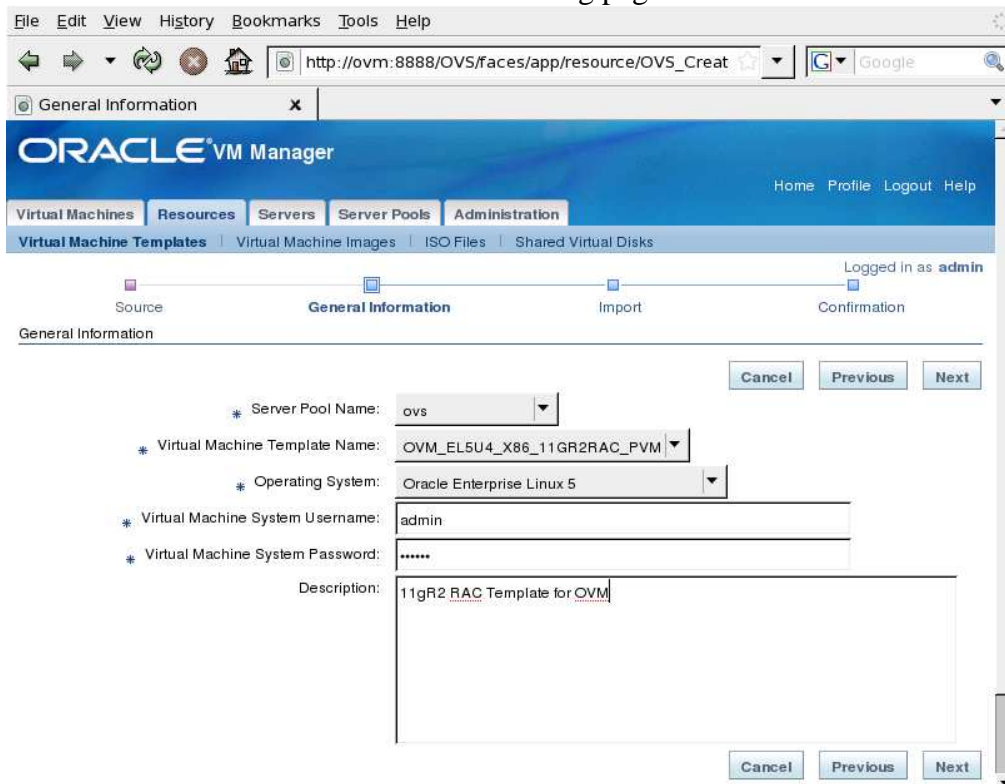 g pag
File Edit View History Bookmarks Tools Help
http://ovm:8888/OVS/faces/app/resource/OVS_Creat G Google
General Information x
ORACLE VM Manager
Home Profile Logout Help
Virtual Machines Resources Servers Server Pools Administration
Virtual Machine Templates | Virtual Machine Images | ISO Files | Shared Virtual Disks
Logged in as admin
Source General Information Import Confirmation
General Information
Cancel Previous Next
* Server Pool Name: ovs
* Virtual Machine Template Name: OVM_EL5U4_X86_11GR2RAC_PVM
* Operating System: Oracle Enterprise Linux 5
* Virtual Machine System Username: admin
* Virtual Machine System Password: ••••••
Description: 11gR2 RAC Template for OVM
Cancel Previous Next